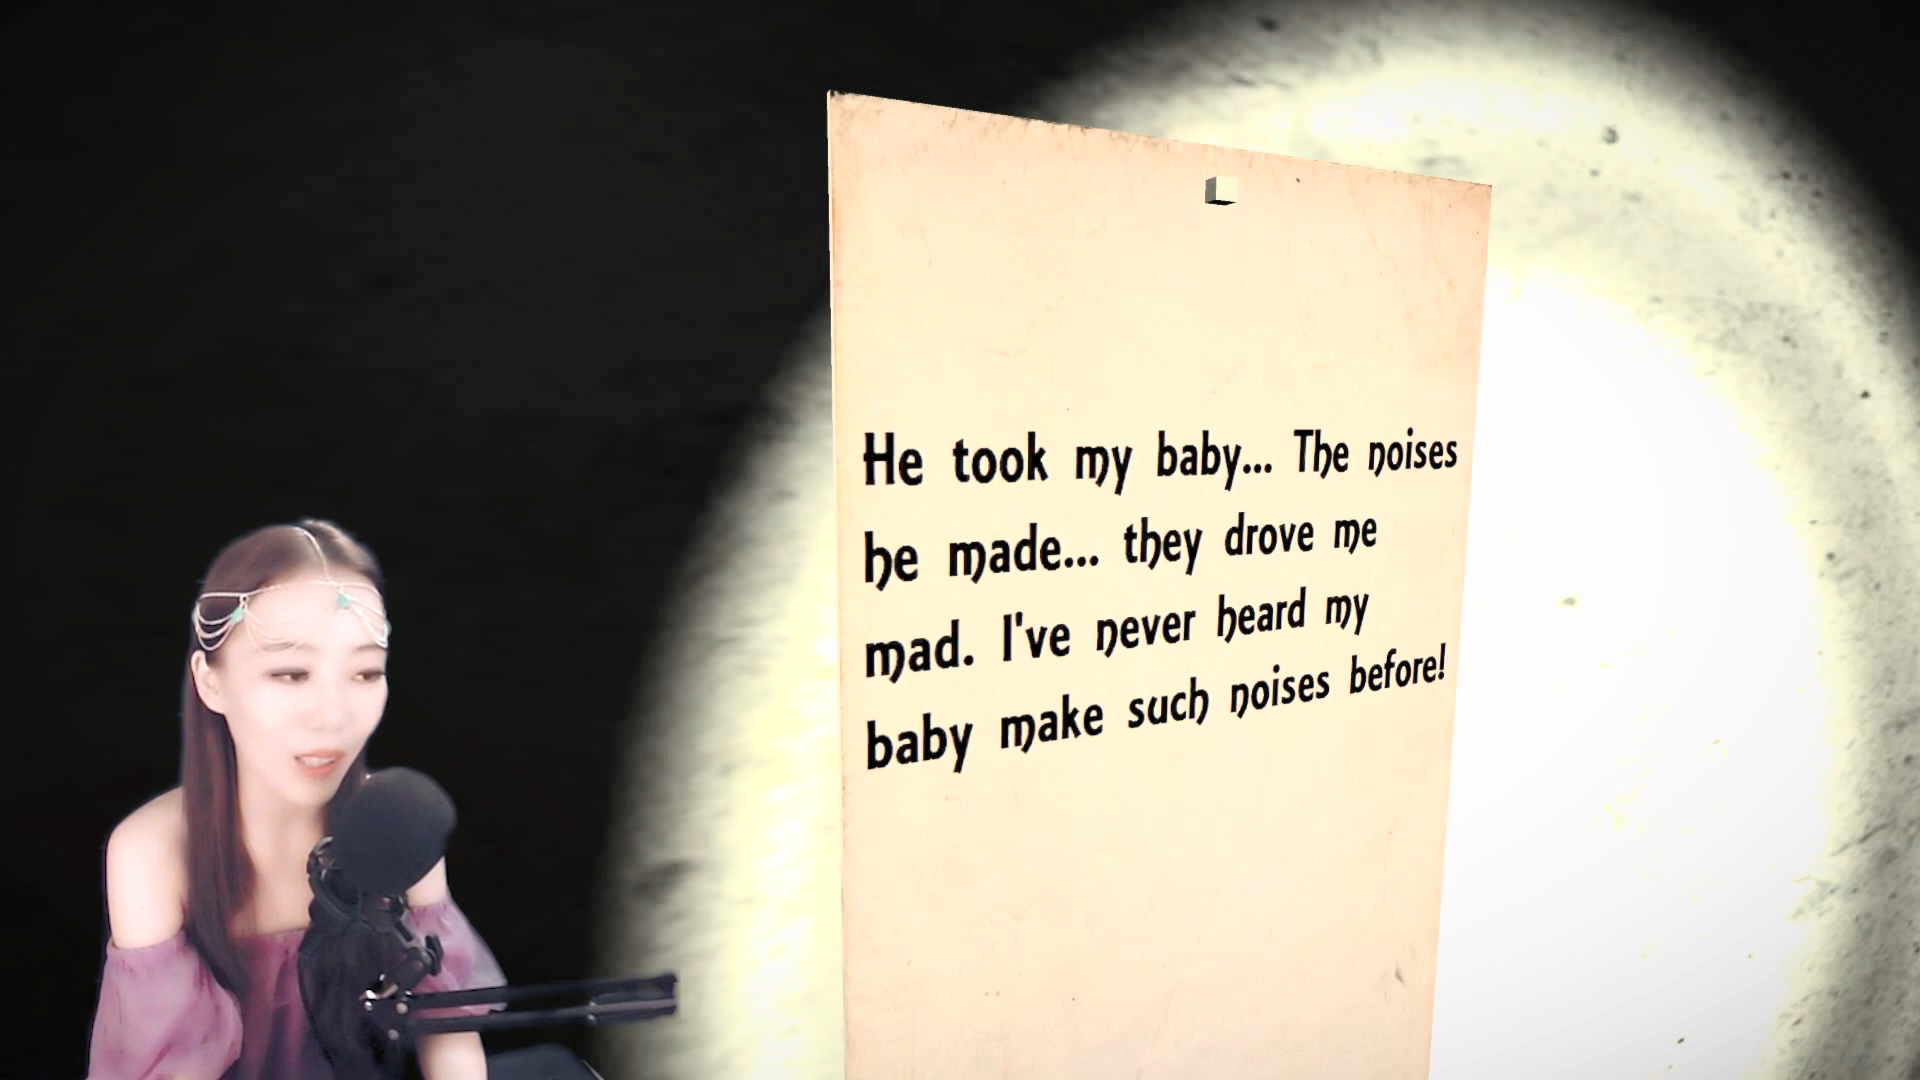 He took my baby... The noises
he made... they drove me
mad. I've never heard my
baby make such noises before!